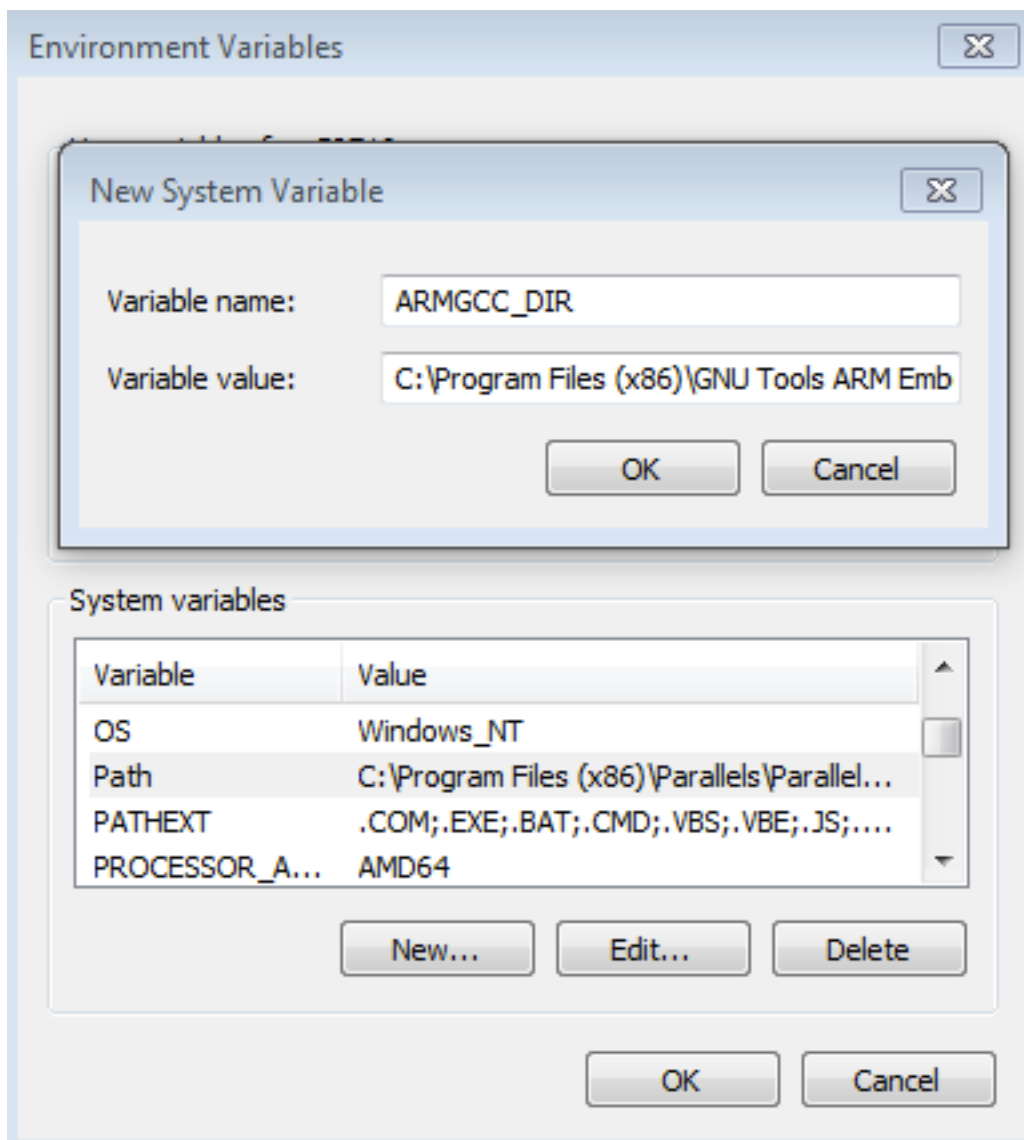 Environment Variables
New System Variable
Variable name:
ARMGCC_DIR
Variable value:
C:\Program Files (x86)\GNU Tools ARM Emb
OK
Cancel
System variables
Variable Value
OS Windows_NT
Path C:\Program Files (x86)\Parallels\Parallel...
PATHEXT .COM;.EXE;.BAT;.CMD;.VBS;.VBE;.JS;....
PROCESSOR_A... AMD64
New... Edit... Delete
OK Cancel